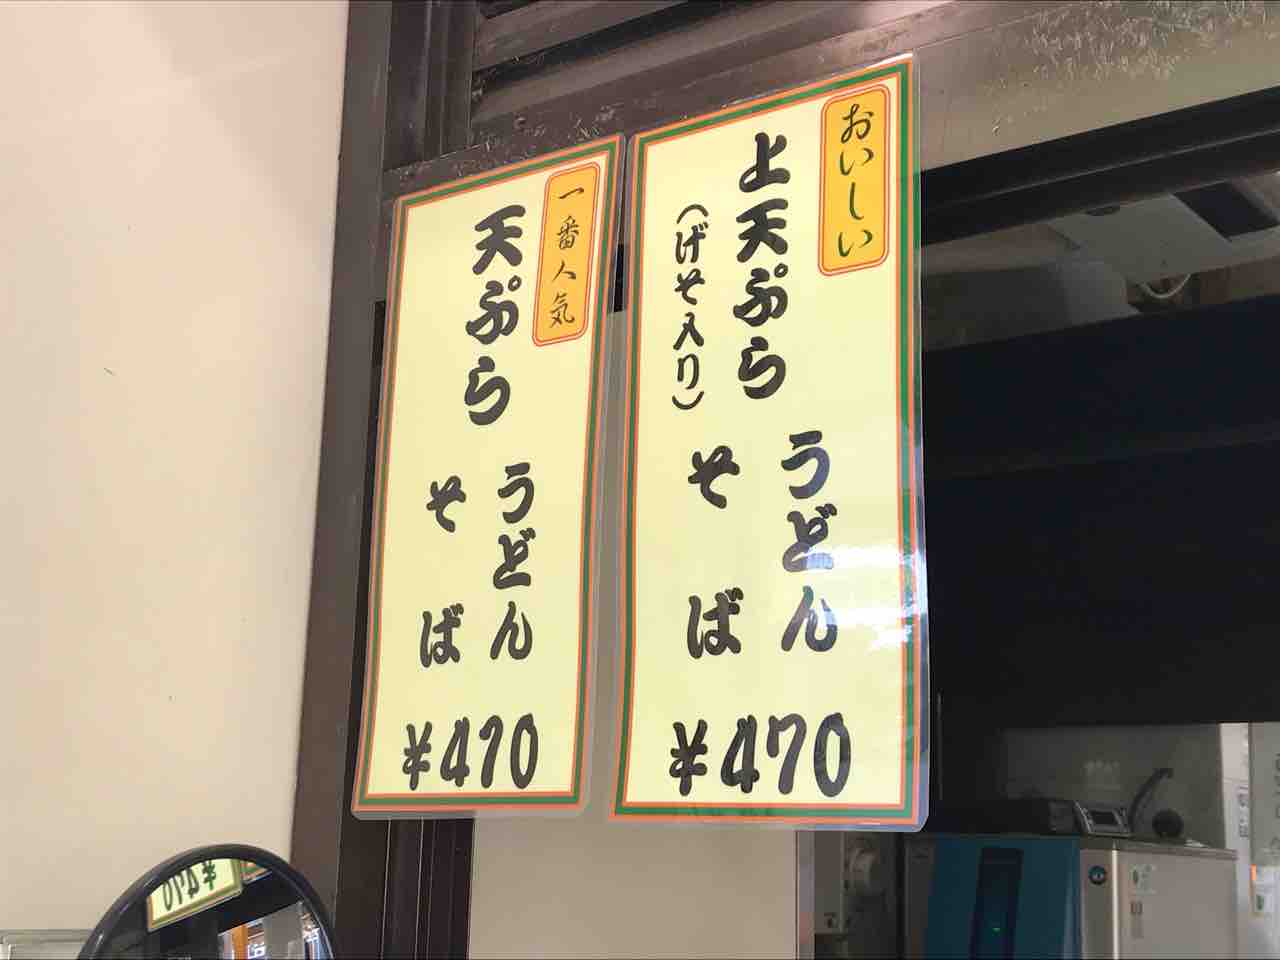 おいしい
上天ぷら
(げそ入り)
うどん
そば
¥470
一番人気
天ぷら
うどん
そば
¥410